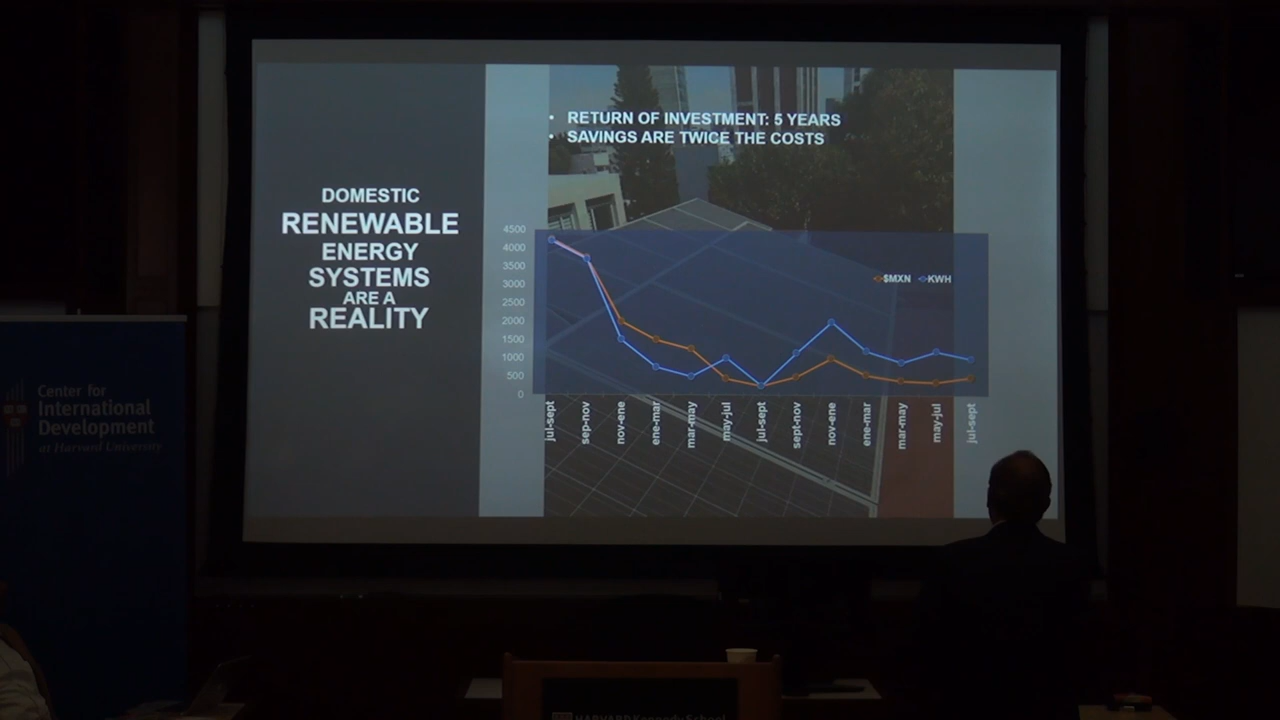 • RETURN OF INVESTMENT: 5 YEARS
• SAVINGS ARE TWICE THE COSTS
DOMESTIC
RENEWABLE
ENERGY
SYSTEMS
ARE A
REALITY
4500
4000
3500
3000
2500
2000
1500
1000
500
0
$MXN KWH
jul-sept sep-nov nov-ene ene-mar mar-may may-jul jul-sept sept-nov nov-ene ene-mar mar-may may-jul jul-sept
Center for
International
Development
at Harvard University
HARVARD Kennedy School